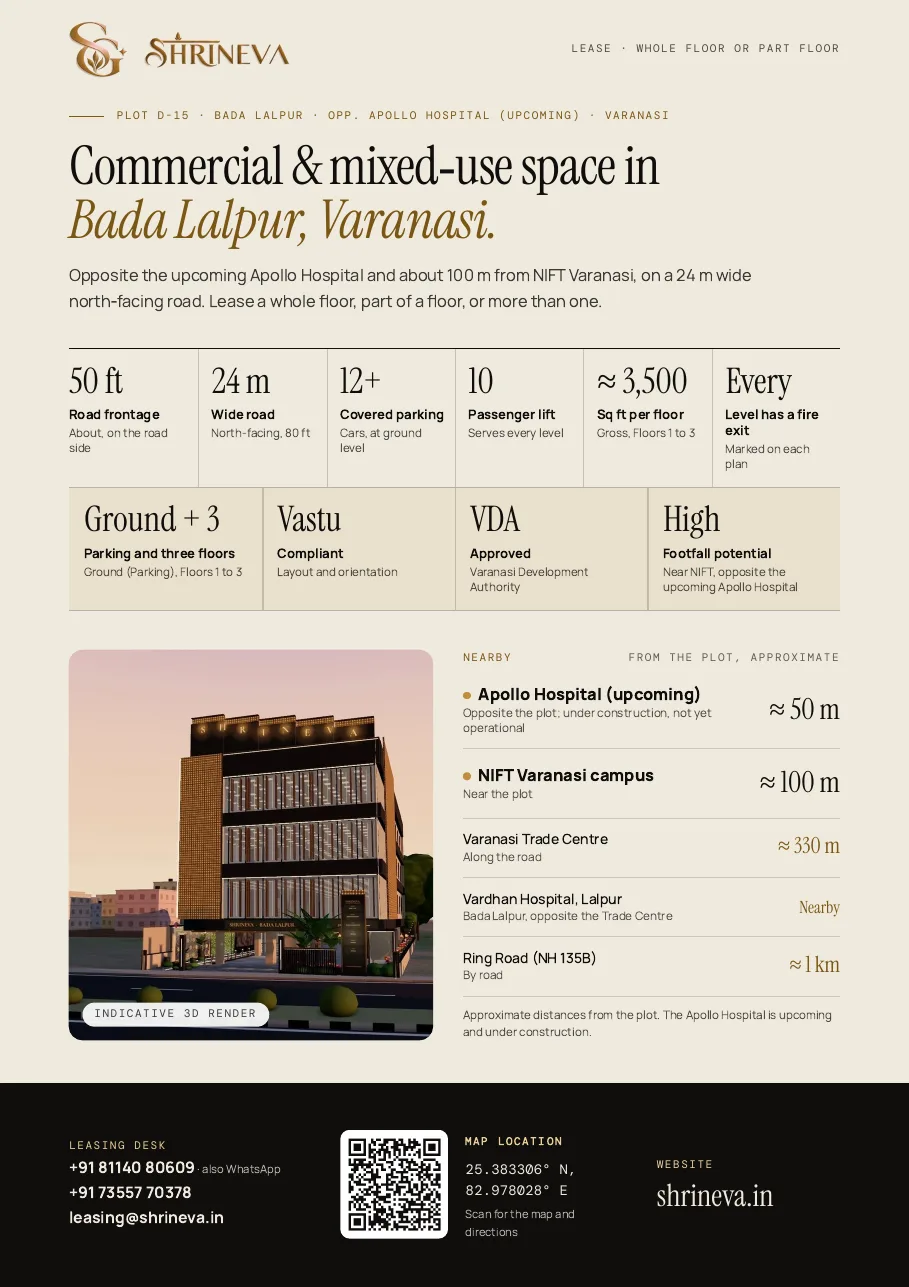 SG SHRINEVA
LEASE · WHOLE FLOOR OR PART FLOOR
PLOT D-15 · BADA LALPUR · OPP. APOLLO HOSPITAL (UPCOMING) · VARANASI
Commercial & mixed-use space in
Bada Lalpur, Varanasi.
Opposite the upcoming Apollo Hospital and about 100 m from NIFT Varanasi, on a 24 m wide
north-facing road. Lease a whole floor, part of a floor, or more than one.
50 ft
Road frontage
About, on the road
side
24 m
Wide road
North-facing, 80 ft
12+
Covered parking
Cars, at ground
level
10
Passenger lift
Serves every level
≈ 3,500
Sq ft per floor
Gross, Floors 1 to 3
Every
Level has a fire
exit
Marked on each
plan
Ground + 3
Parking and three floors
Ground (Parking), Floors 1 to 3
Vastu
Compliant
Layout and orientation
VDA
Approved
Varanasi Development
Authority
High
Footfall potential
Near NIFT, opposite the
upcoming Apollo Hospital
SHRINEVA
SHRINEVA · BADA LALPUR
INDICATIVE 3D RENDER
NEARBY
FROM THE PLOT, APPROXIMATE
Apollo Hospital (upcoming)
Opposite the plot; under construction, not yet
operational
≈ 50 m
NIFT Varanasi campus
Near the plot
≈ 100 m
Varanasi Trade Centre
Along the road
≈ 330 m
Vardhan Hospital, Lalpur
Bada Lalpur, opposite the Trade Centre
Nearby
Ring Road (NH 135B)
By road
≈ 1 km
Approximate distances from the plot. The Apollo Hospital is upcoming
and under construction.
LEASING DESK
+91 81140 80609 · also WhatsApp
+91 73557 70378
leasing@shrineva.in
MAP LOCATION
25.383306° N,
82.978028° E
Scan for the map and
directions
WEBSITE
shrineva.in